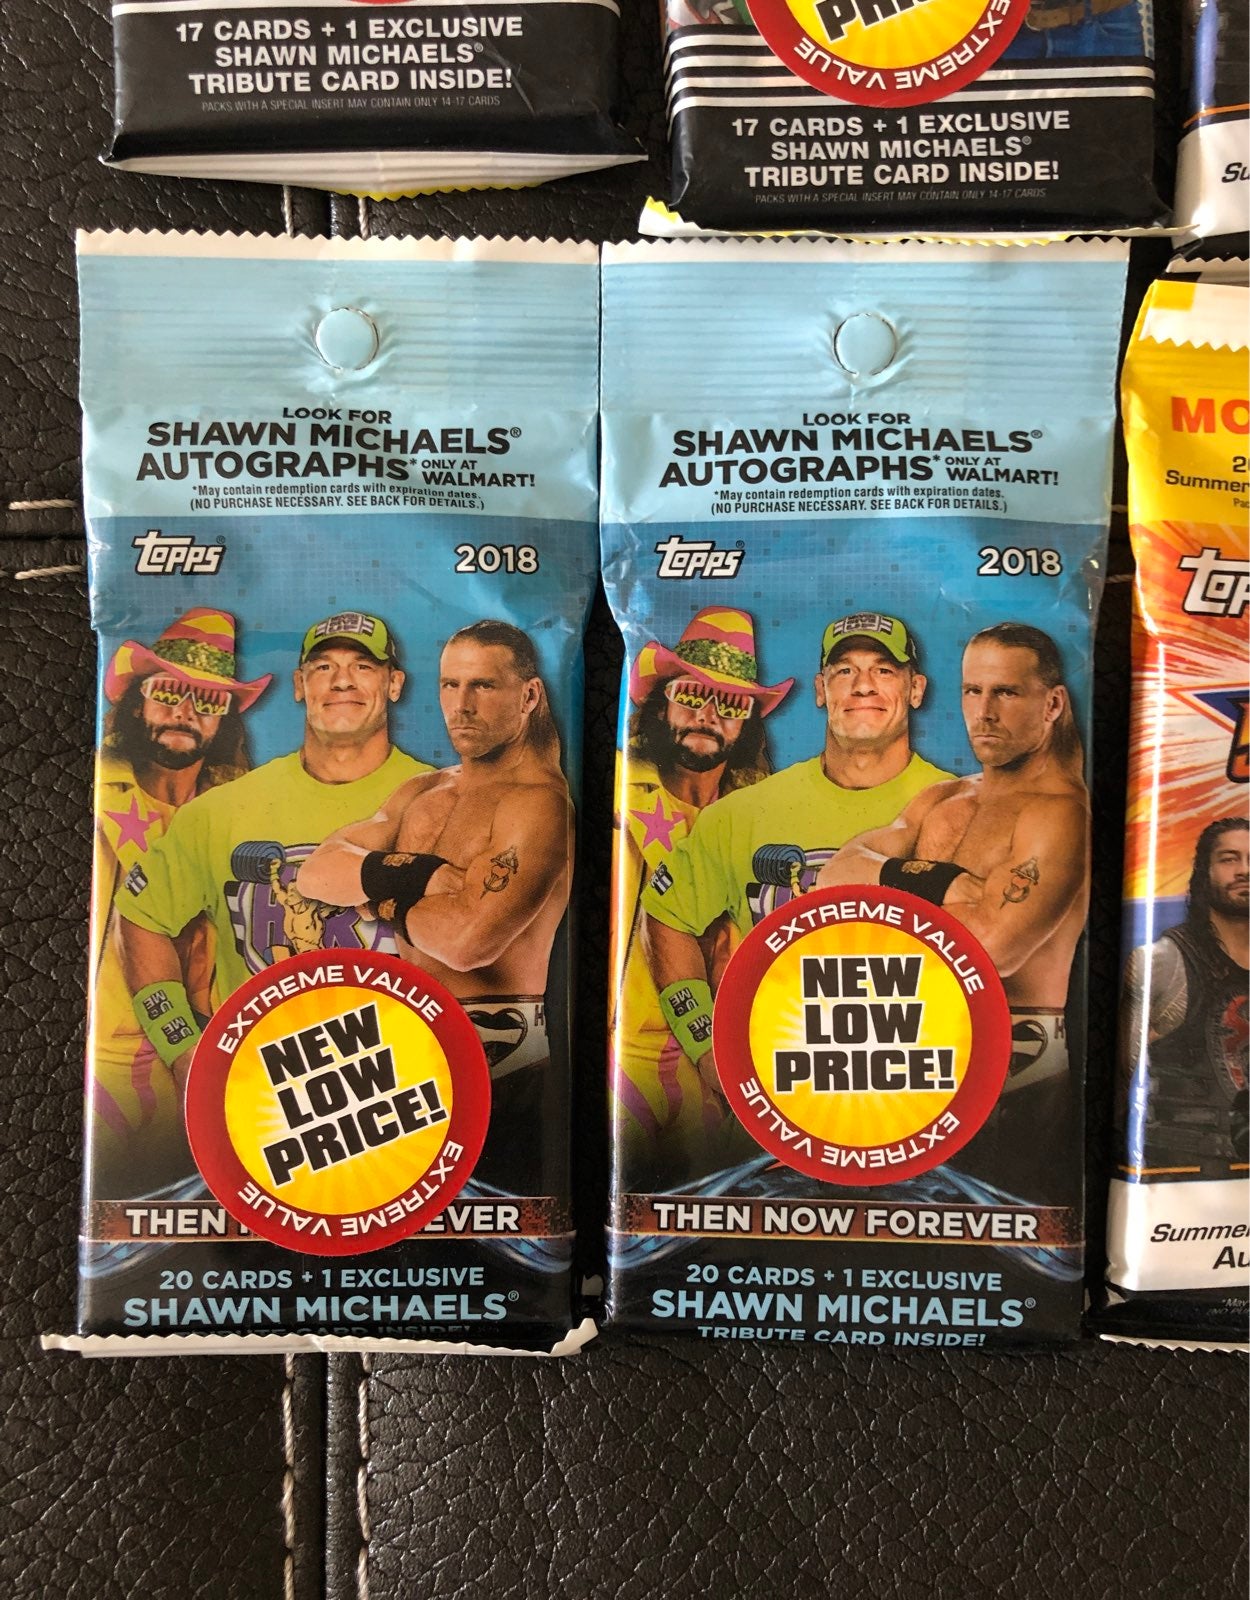 17 CARDS + 1 EXCLUSIVE
SHAWN MICHAELS®
TRIBUTE CARD INSIDE!
PACKS WITH A SPECIAL INSERT MAY CONTAIN ONLY 14-17 CARDS
EXTREME VALUE
17 CARDS + 1 EXCLUSIVE
SHAWN MICHAELS®
TRIBUTE CARD INSIDE!
PACKS WITH A SPECIAL INSERT MAY CONTAIN ONLY 14-17 CARDS
LOOK FOR
SHAWN MICHAELS®
AUTOGRAPHS* ONLY AT
WALMART!
*May contain redemption cards with expiration dates.
(NO PURCHASE NECESSARY. SEE BACK FOR DETAILS.)
topps® 2018
EXTREME VALUE
NEW
LOW
PRICE!
EXTREME VALUE
THEN
20 CARDS + 1 EXCLUSIVE
SHAWN MICHAELS®
TRIBUTE CARD INSIDE!
LOOK FOR
SHAWN MICHAELS®
AUTOGRAPHS* ONLY AT
WALMART!
*May contain redemption cards with expiration dates.
(NO PURCHASE NECESSARY. SEE BACK FOR DETAILS.)
topps® 2018
EXTREME VALUE
NEW
LOW
PRICE!
EXTREME VALUE
THEN NOW FOREVER
20 CARDS + 1 EXCLUSIVE
SHAWN MICHAELS®
TRIBUTE CARD INSIDE!
Summer